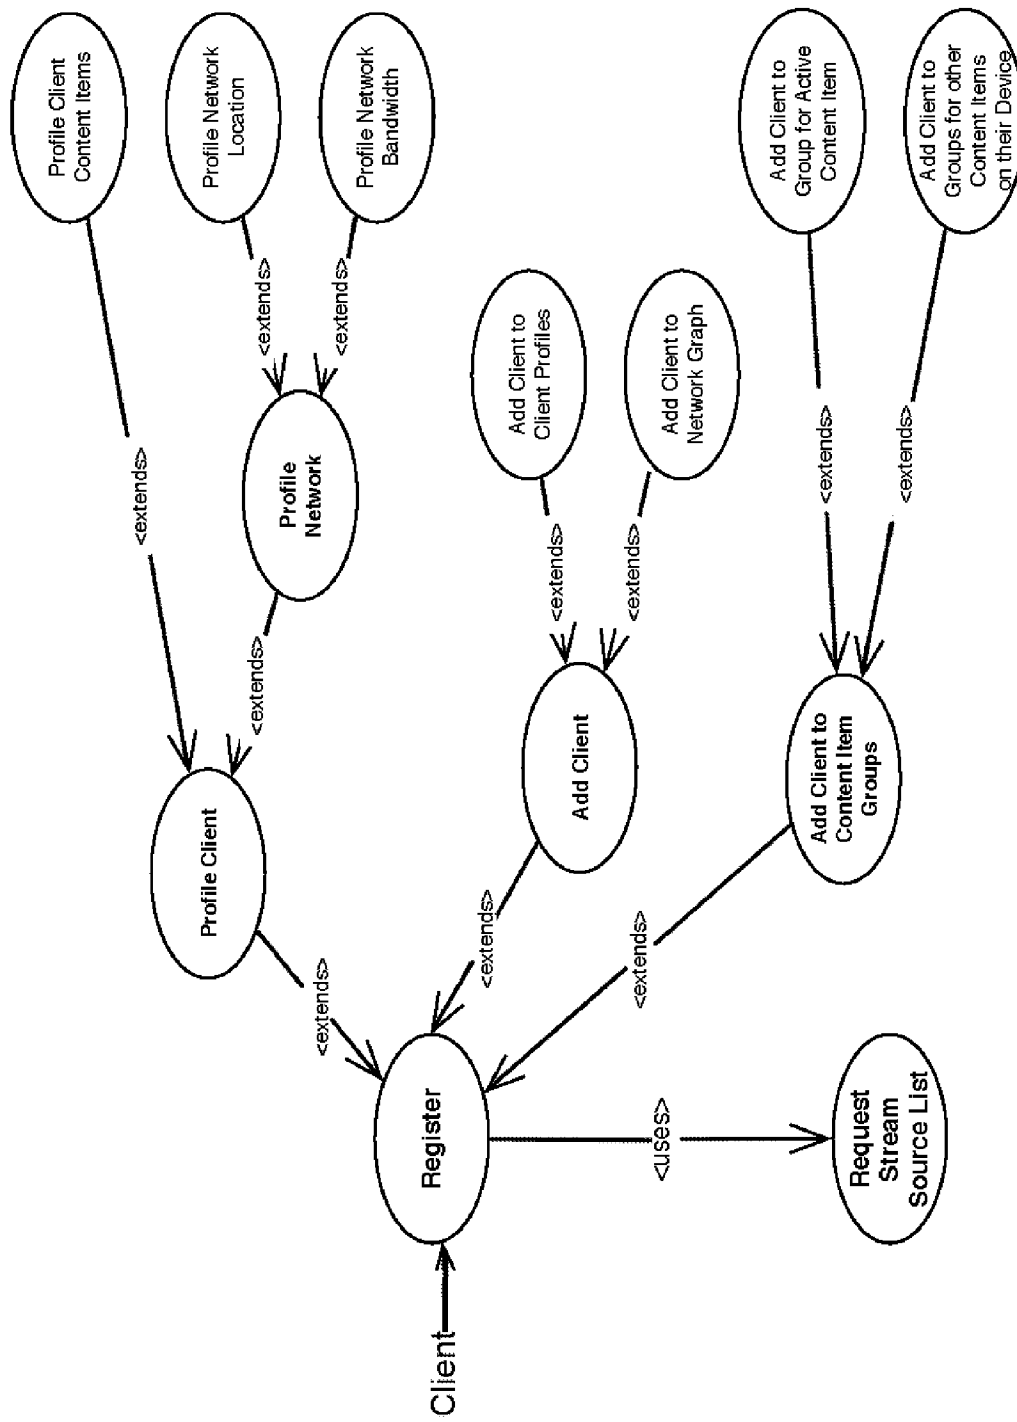 Client
Register
<uses>
Request
Stream
Source List
<extends>
Profile Client
<extends>
Profile Client
Content Items
<extends>
Profile
Network
<extends>
Profile Network
Location
<extends>
Profile Network
Bandwidth
<extends>
Add Client
<extends>
Add Client to
Client Profiles
<extends>
Add Client to
Network Graph
<extends>
Add Client to
Content Item
Groups
<extends>
Add Client to
Group for Active
Content Item
<extends>
Add Client to
Groups for other
Content Items
on their Device